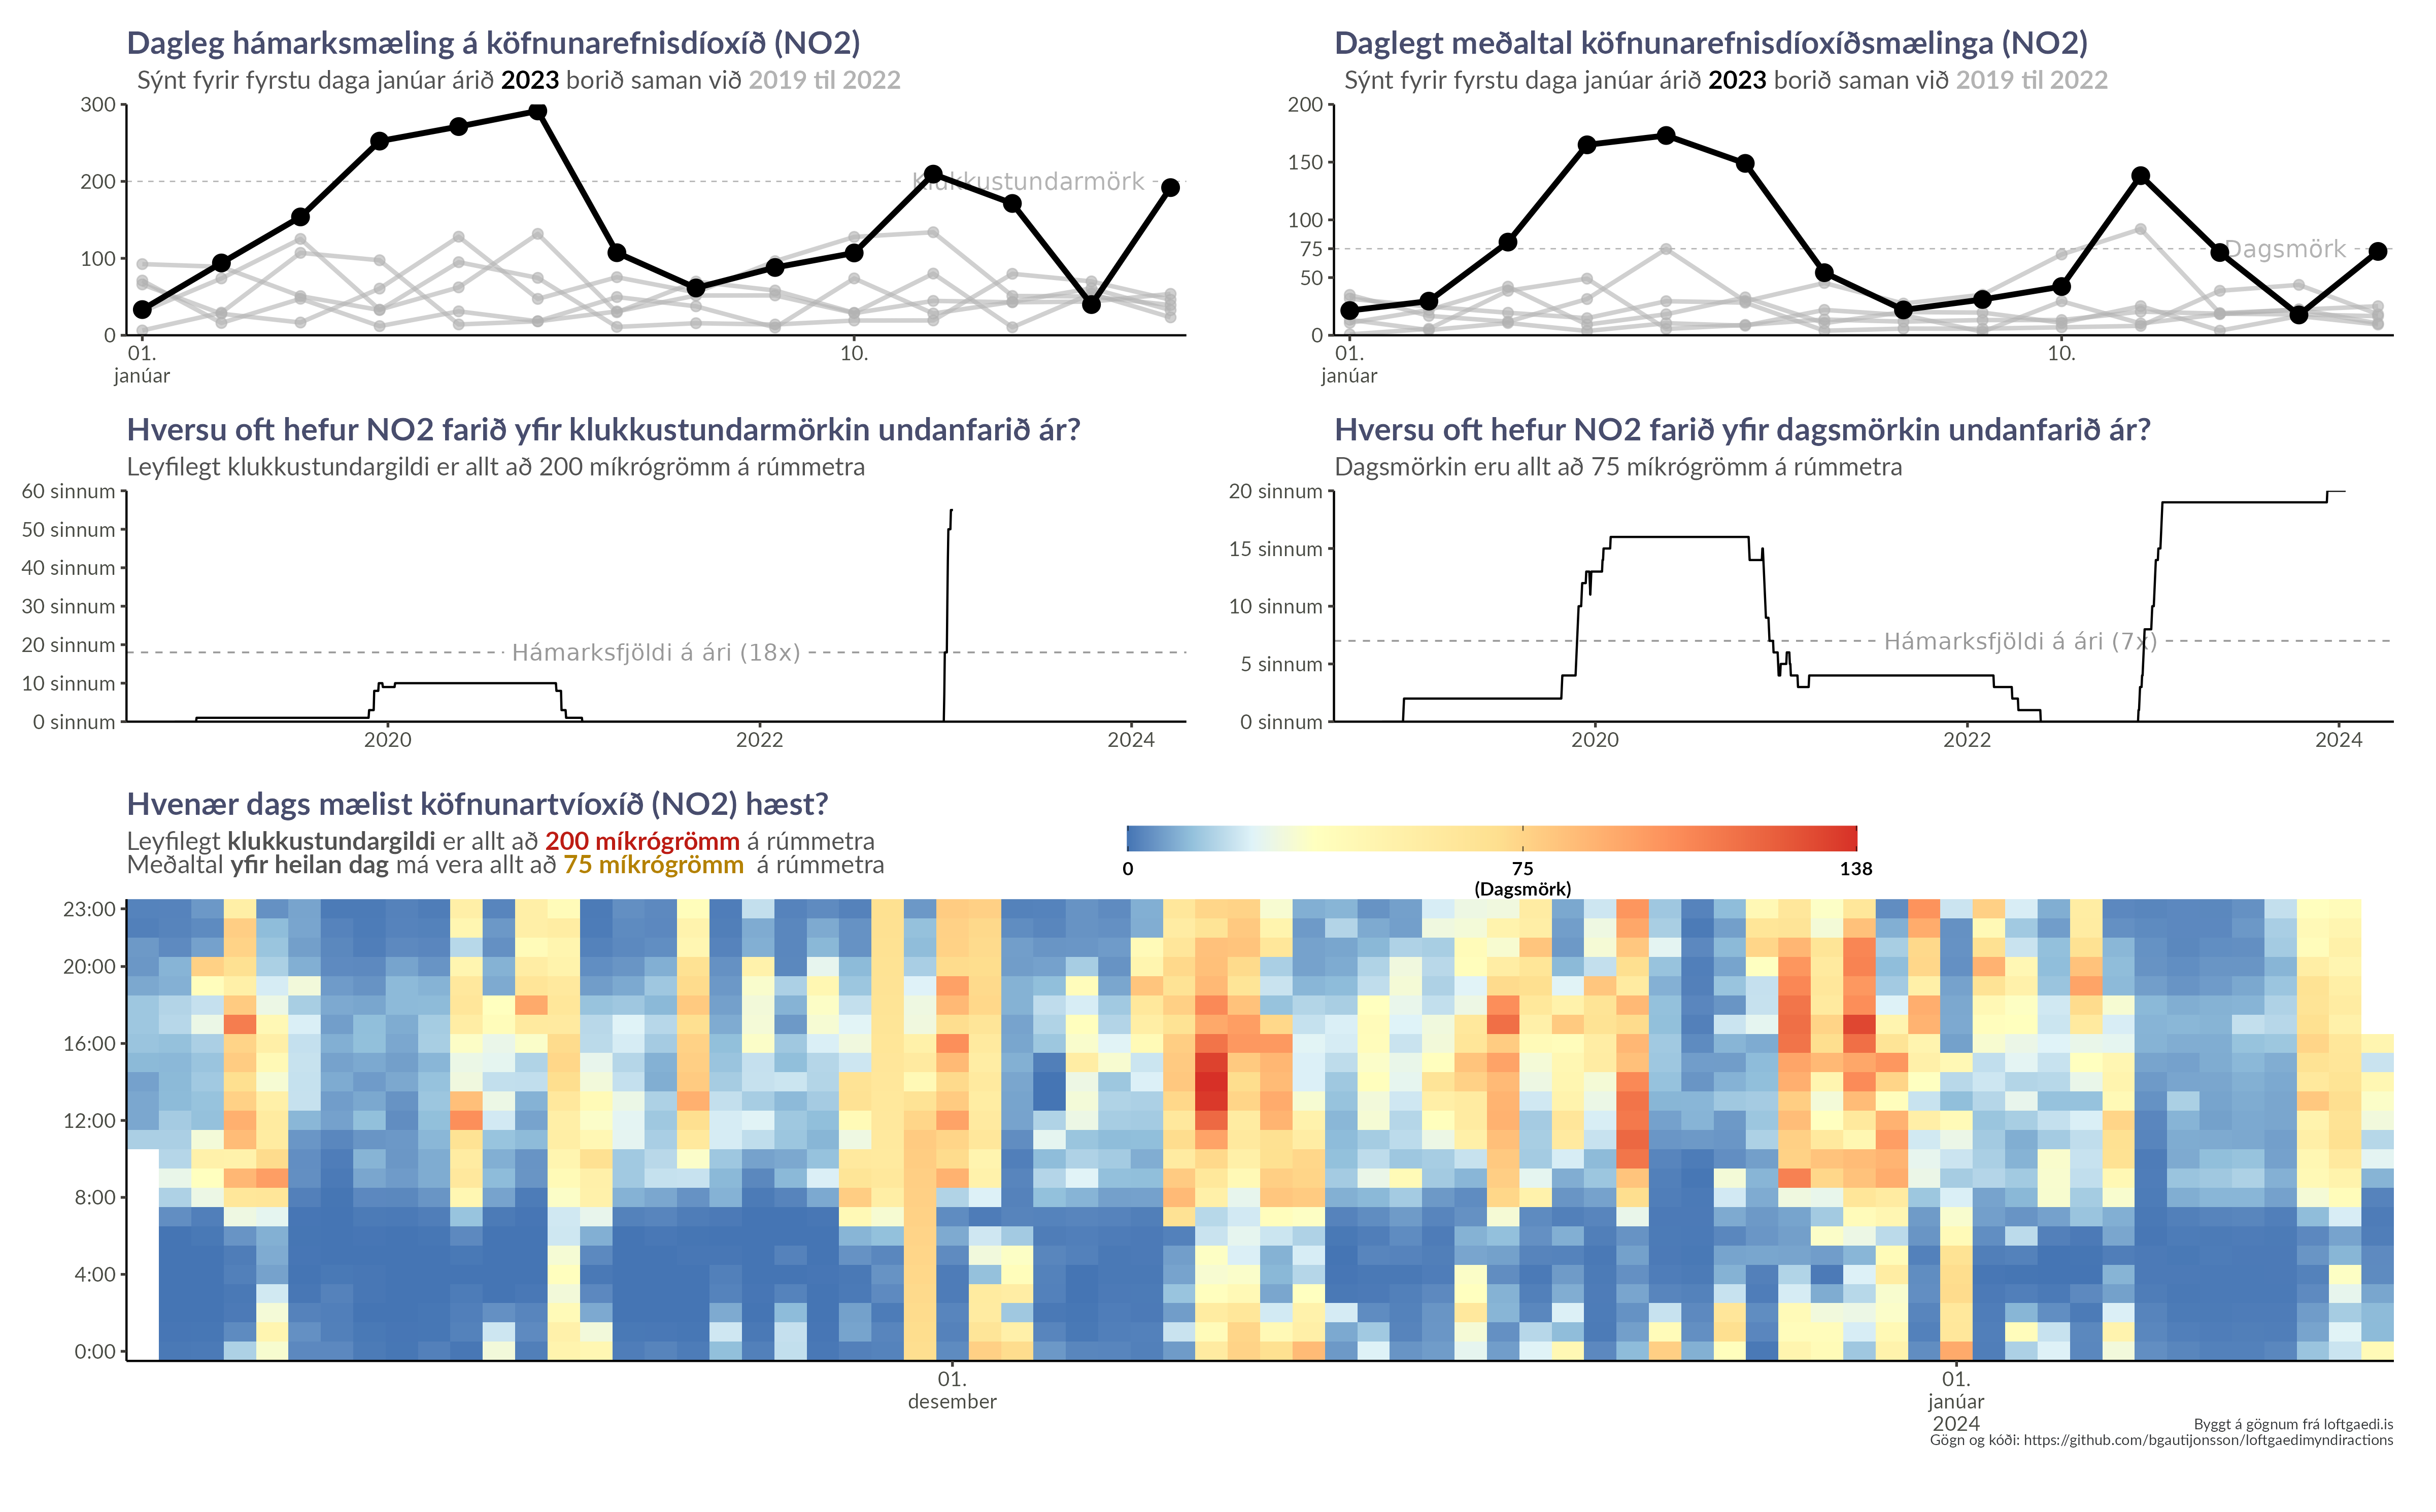 Dagleg hámarksmæling á köfnunarefnisdíoxíð (NO2)
Sýnt fyrir fyrstu daga janúar árið 2023 borið saman við 2019 til 2022
300
200
100
0
Klukkustundarmörk
01.
janúar
10.
Daglegt meðaltal köfnunarefnisdíoxíðsmælinga (NO2)
Sýnt fyrir fyrstu daga janúar árið 2023 borið saman við 2019 til 2022
200
150
100
75
50
0
Dagsmörk
01.
janúar
10.
Hversu oft hefur NO2 farið yfir klukkustundarmörkin undanfarið ár?
Leyfilegt klukkustundargildi er allt að 200 míkrógrömm á rúmmetra
60 sinnum
50 sinnum
40 sinnum
30 sinnum
20 sinnum
10 sinnum
0 sinnum
Hámarksfjöldi á ári (18x)
2020
2022
2024
Hversu oft hefur NO2 farið yfir dagsmörkin undanfarið ár?
Dagsmörkin eru allt að 75 míkrógrömm á rúmmetra
20 sinnum
15 sinnum
10 sinnum
5 sinnum
0 sinnum
Hámarksfjöldi á ári (7x)
2020
2022
2024
Hvenær dags mælist köfnunartvíoxíð (NO2) hæst?
Leyfilegt klukkustundargildi er allt að 200 míkrógrömm á rúmmetra
Meðaltal yfir heilan dag má vera allt að 75 míkrógrömm á rúmmetra
0
75
(Dagsmörk)
138
23:00
20:00
16:00
12:00
8:00
4:00
0:00
01.
desember
01.
janúar
2024
Byggt á gögnum frá loftgaedi.is
Gögn og kóði: https://github.com/bgautijonsson/loftgaedimyndiractions